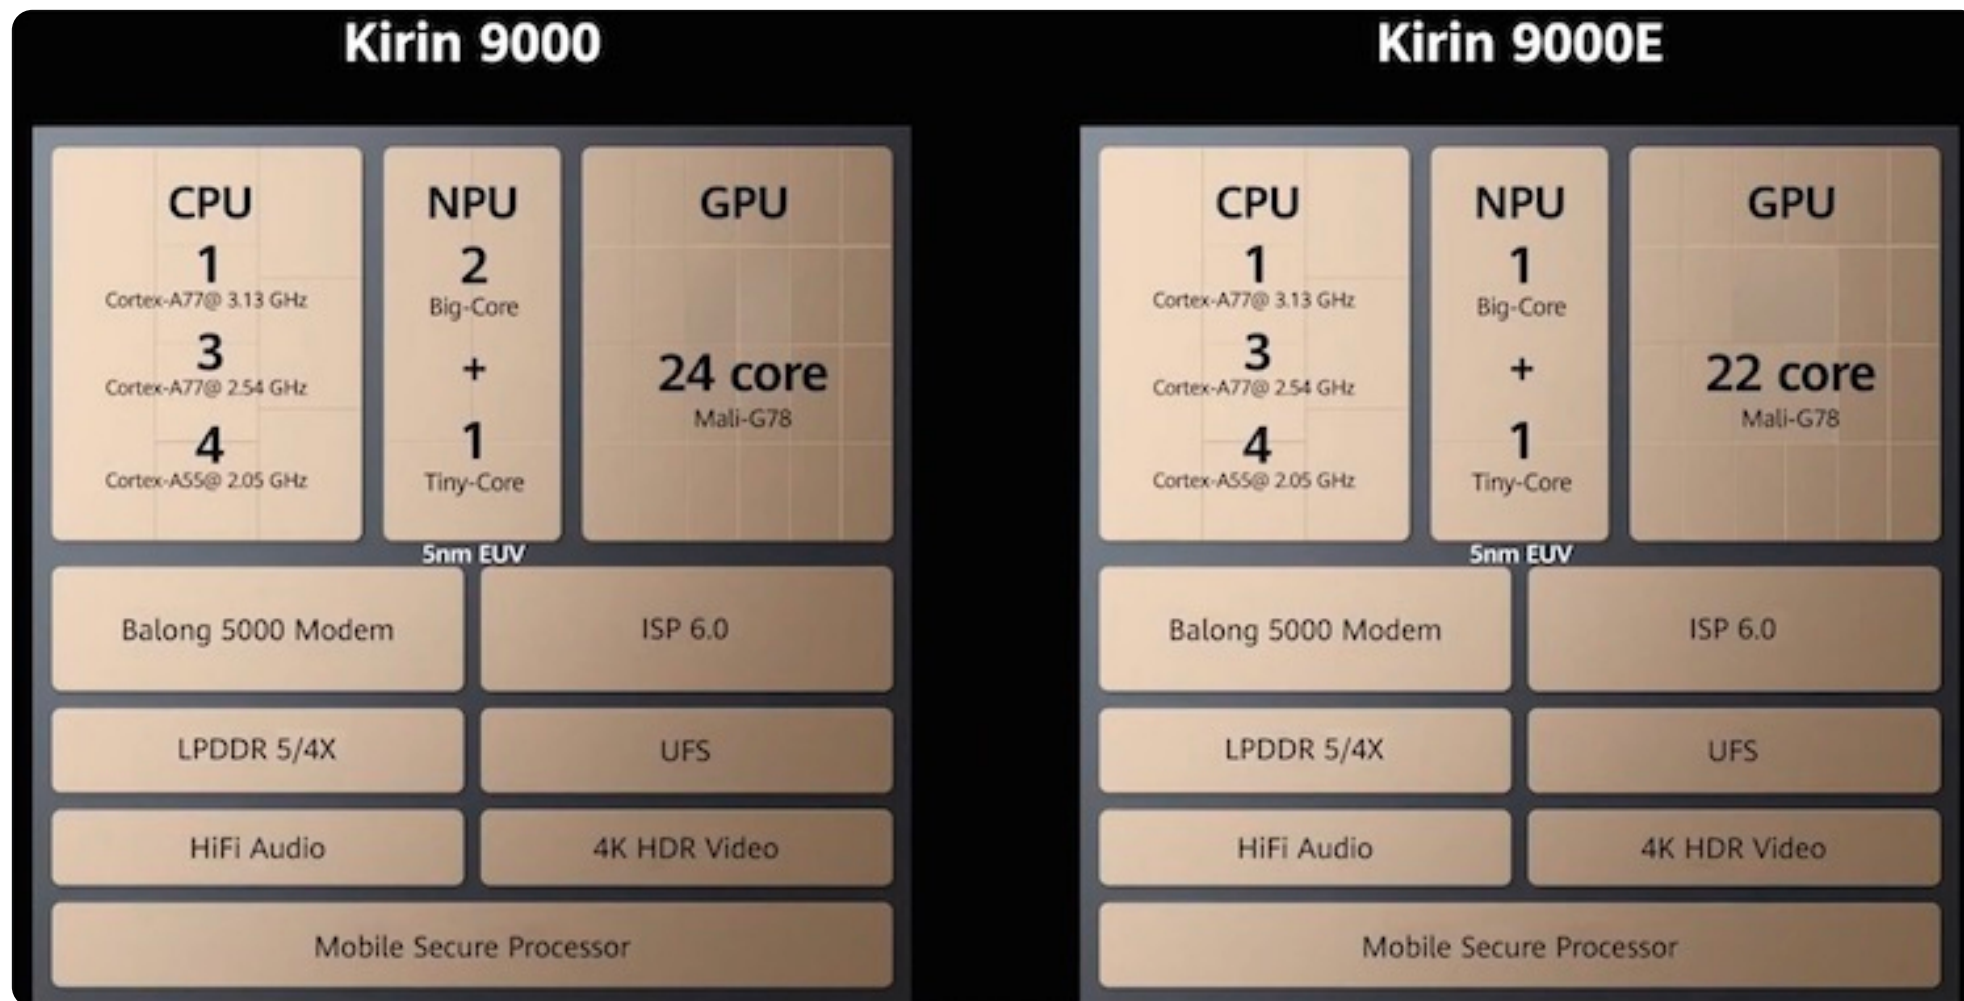 Kirin 9000
CPU
1
Cortex-A77@ 3.13 GHz
3
Cortex-A77@ 2.54 GHz
4
Cortex-A55@ 2.05 GHz
NPU
2
Big-Core
+
1
Tiny-Core
GPU
24 core
Mali-G78
5nm EUV
Balong 5000 Modem
ISP 6.0
LPDDR 5/4X
UFS
HiFi Audio
4K HDR Video
Mobile Secure Processor
Kirin 9000E
CPU
1
Cortex-A77@ 3.13 GHz
3
Cortex-A77@ 2.54 GHz
4
Cortex-A55@ 2.05 GHz
NPU
1
Big-Core
+
1
Tiny-Core
GPU
22 core
Mali-G78
5nm EUV
Balong 5000 Modem
ISP 6.0
LPDDR 5/4X
UFS
HiFi Audio
4K HDR Video
Mobile Secure Processor